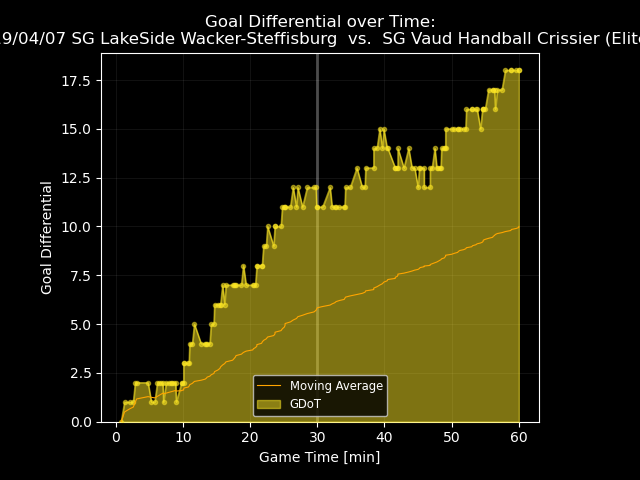 Goal Differential over Time:
9/04/07 SG LakeSide Wacker-Steffisburg vs. SG Vaud Handball Crissier (Elite
Goal Differential
17.5
15.0
12.5
10.0
7.5
5.0
2.5
0.0
Moving Average
GDoT
0 10 20 30 40 50 60
Game Time [min]